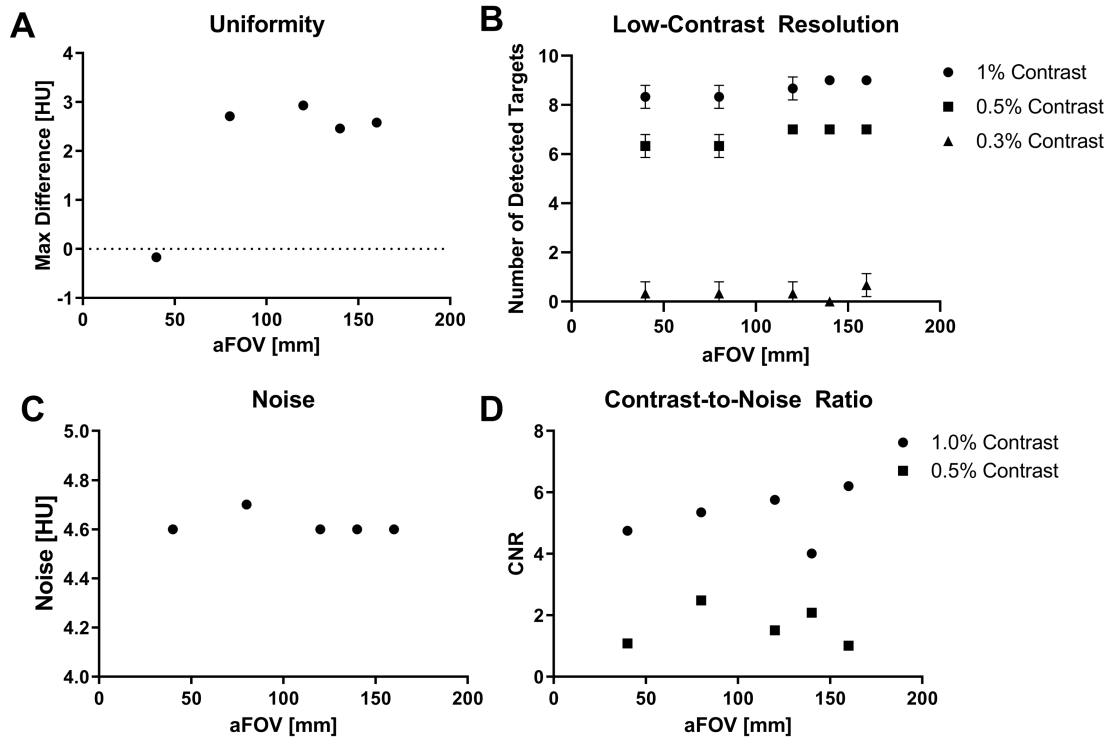 A
Uniformity
Max Difference [HU]
4
3
2
1
0
-1
0
50
100
150
200
aFOV [mm]
B
Low-Contrast Resolution
Number of Detected Targets
10
8
6
4
2
0
0
50
100
150
200
aFOV [mm]
1% Contrast
0.5% Contrast
0.3% Contrast
C
Noise
Noise [HU]
5.0
4.8
4.6
4.4
4.2
4.0
0
50
100
150
200
aFOV [mm]
D
Contrast-to-Noise Ratio
CNR
8
6
4
2
0
0
50
100
150
200
aFOV [mm]
1.0% Contrast
0.5% Contrast